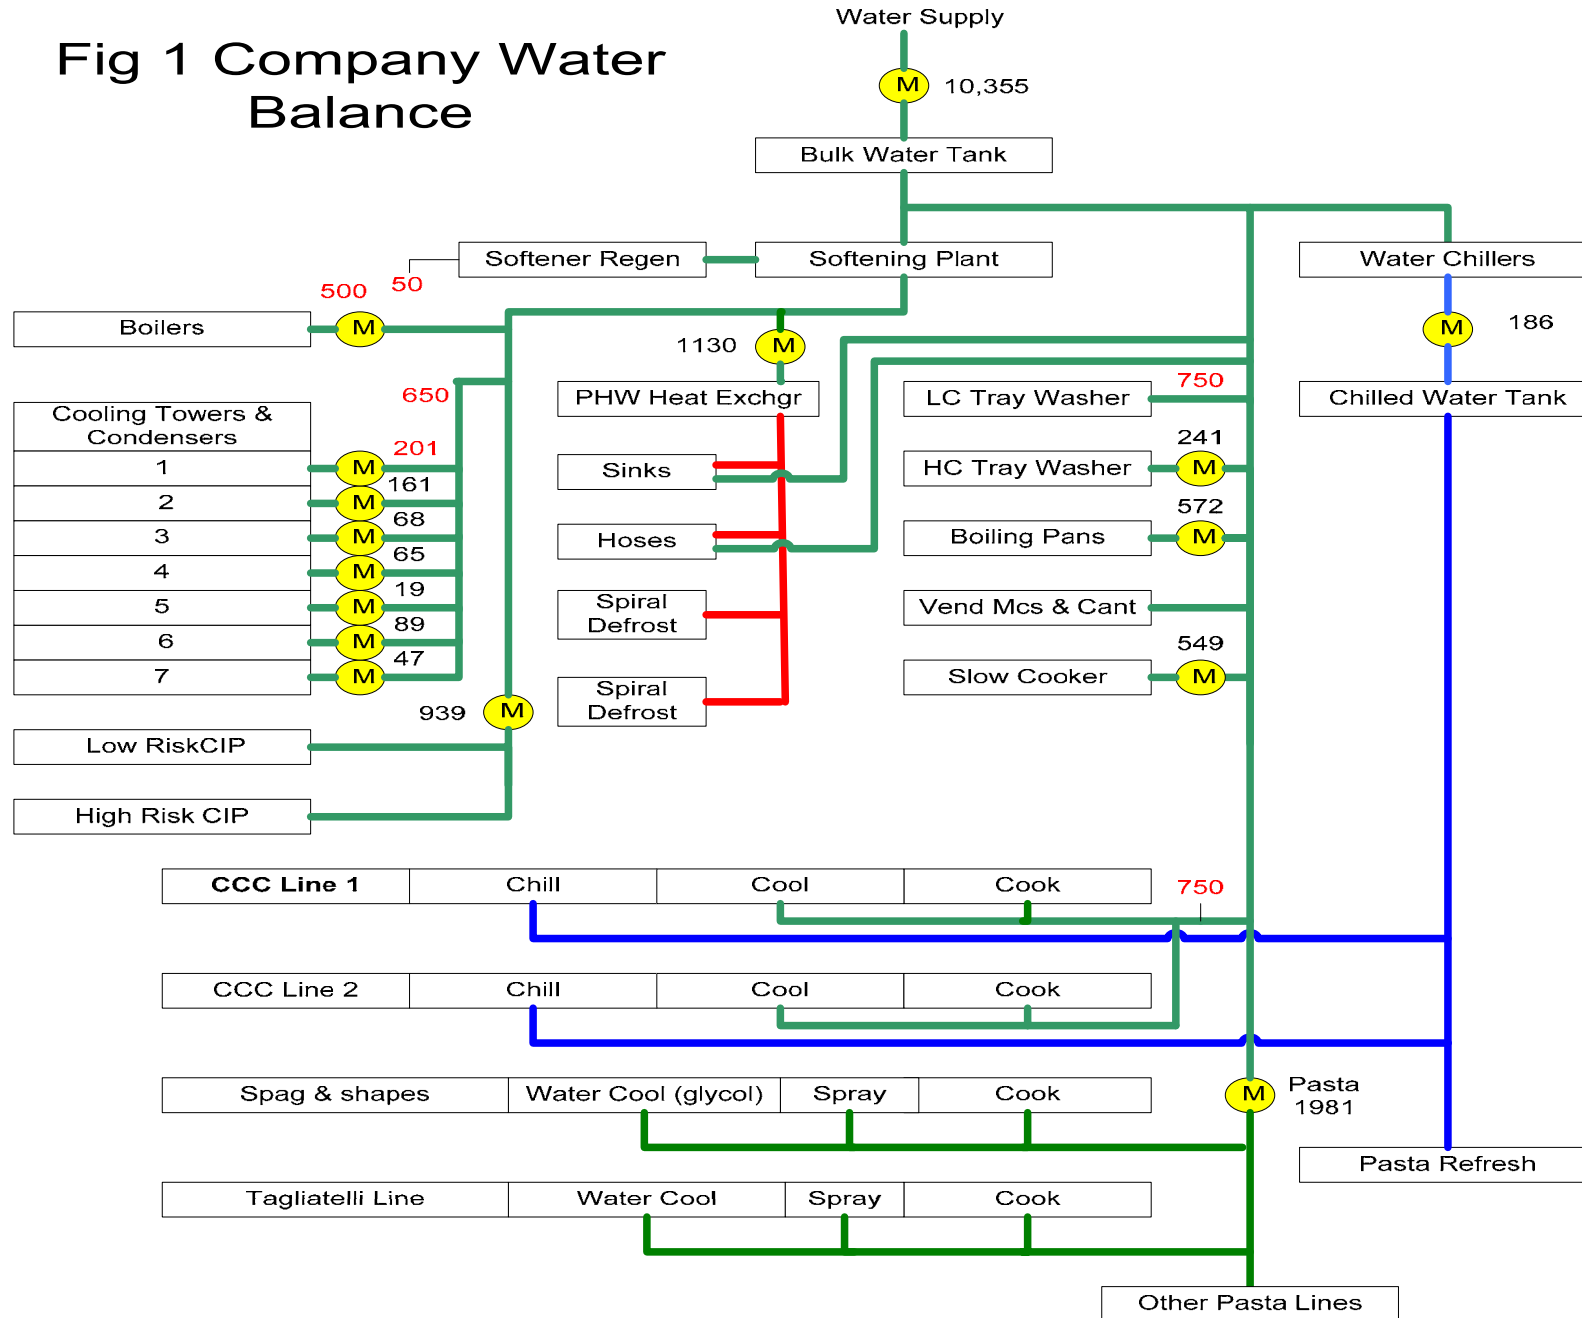 Water Supply
Fig 1 Company Water
Balance
M 10,355
Bulk Water Tank
Softener Regen
Softening Plant
Water Chillers
50
500
Boilers
M
1130 M
M 186
650
PHW Heat Exchgr
LC Tray Washer
750
Chilled Water Tank
Cooling Towers &
Condensers
1
M
201
2
M
161
3
M
68
4
M
65
5
M
19
6
M
89
7
M
47
Sinks
HC Tray Washer
241
M
Hoses
Boiling Pans
572
M
Spiral
Defrost
Vend Mcs & Cant
Spiral
Defrost
Slow Cooker
549
M
939 M
Low RiskCIP
High Risk CIP
CCC Line 1 Chill Cool Cook
750
CCC Line 2 Chill Cool Cook
Spag & shapes Water Cool (glycol) Spray Cook
M
Pasta
1981
Pasta Refresh
Tagliatelli Line Water Cool Spray Cook
Other Pasta Lines